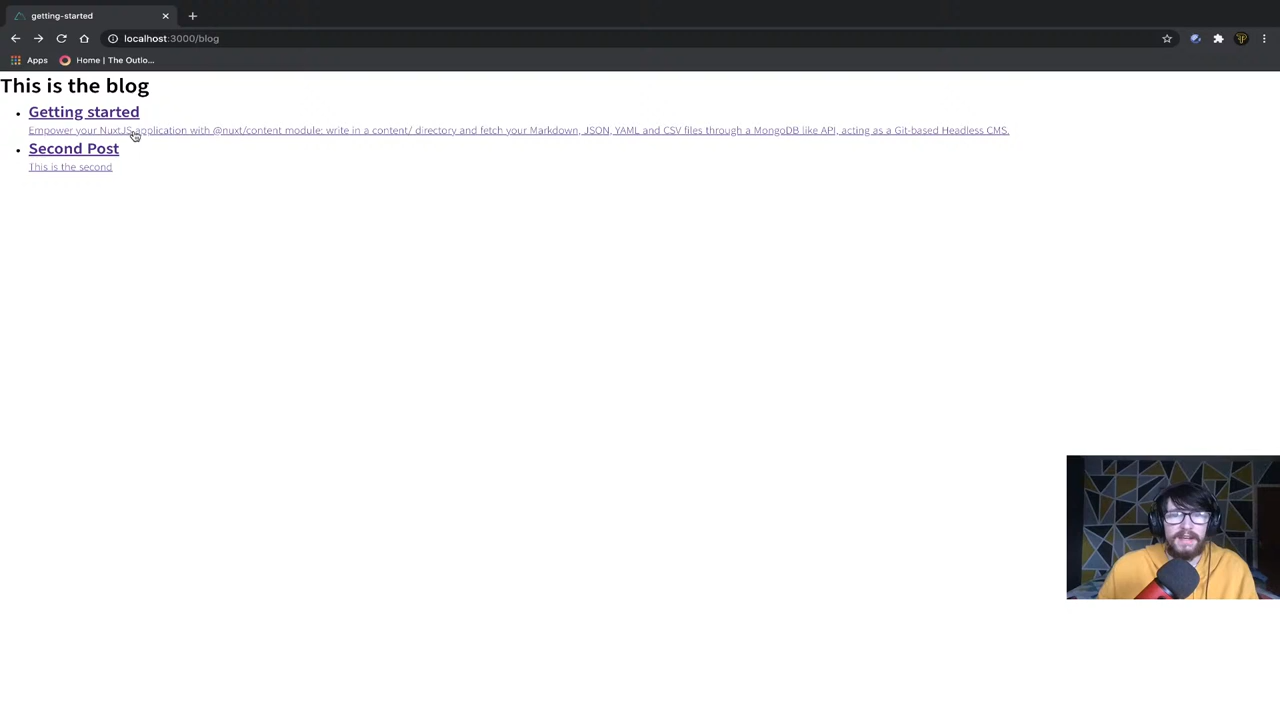 getting-started
localhost:3000/blog
Apps
Home | The Outlo...
This is the blog
Getting started
Empower your NuxtJS application with @nuxt/content module: write in a content/ directory and fetch your Markdown, JSON, YAML and CSV files through a MongoDB like API, acting as a Git-based Headless CMS.
Second Post
This is the second